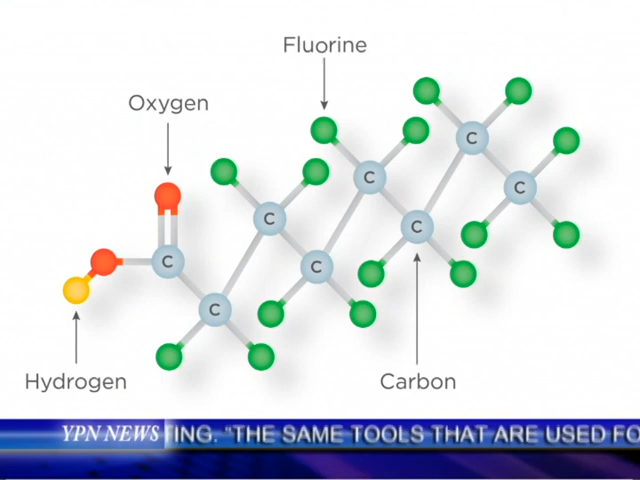 Fluorine
Oxygen
C
C
C
C
C
C
C
C
Hydrogen
Carbon
YPN NEWS
TING. "THE SAME TOOLS THAT ARE USED FO